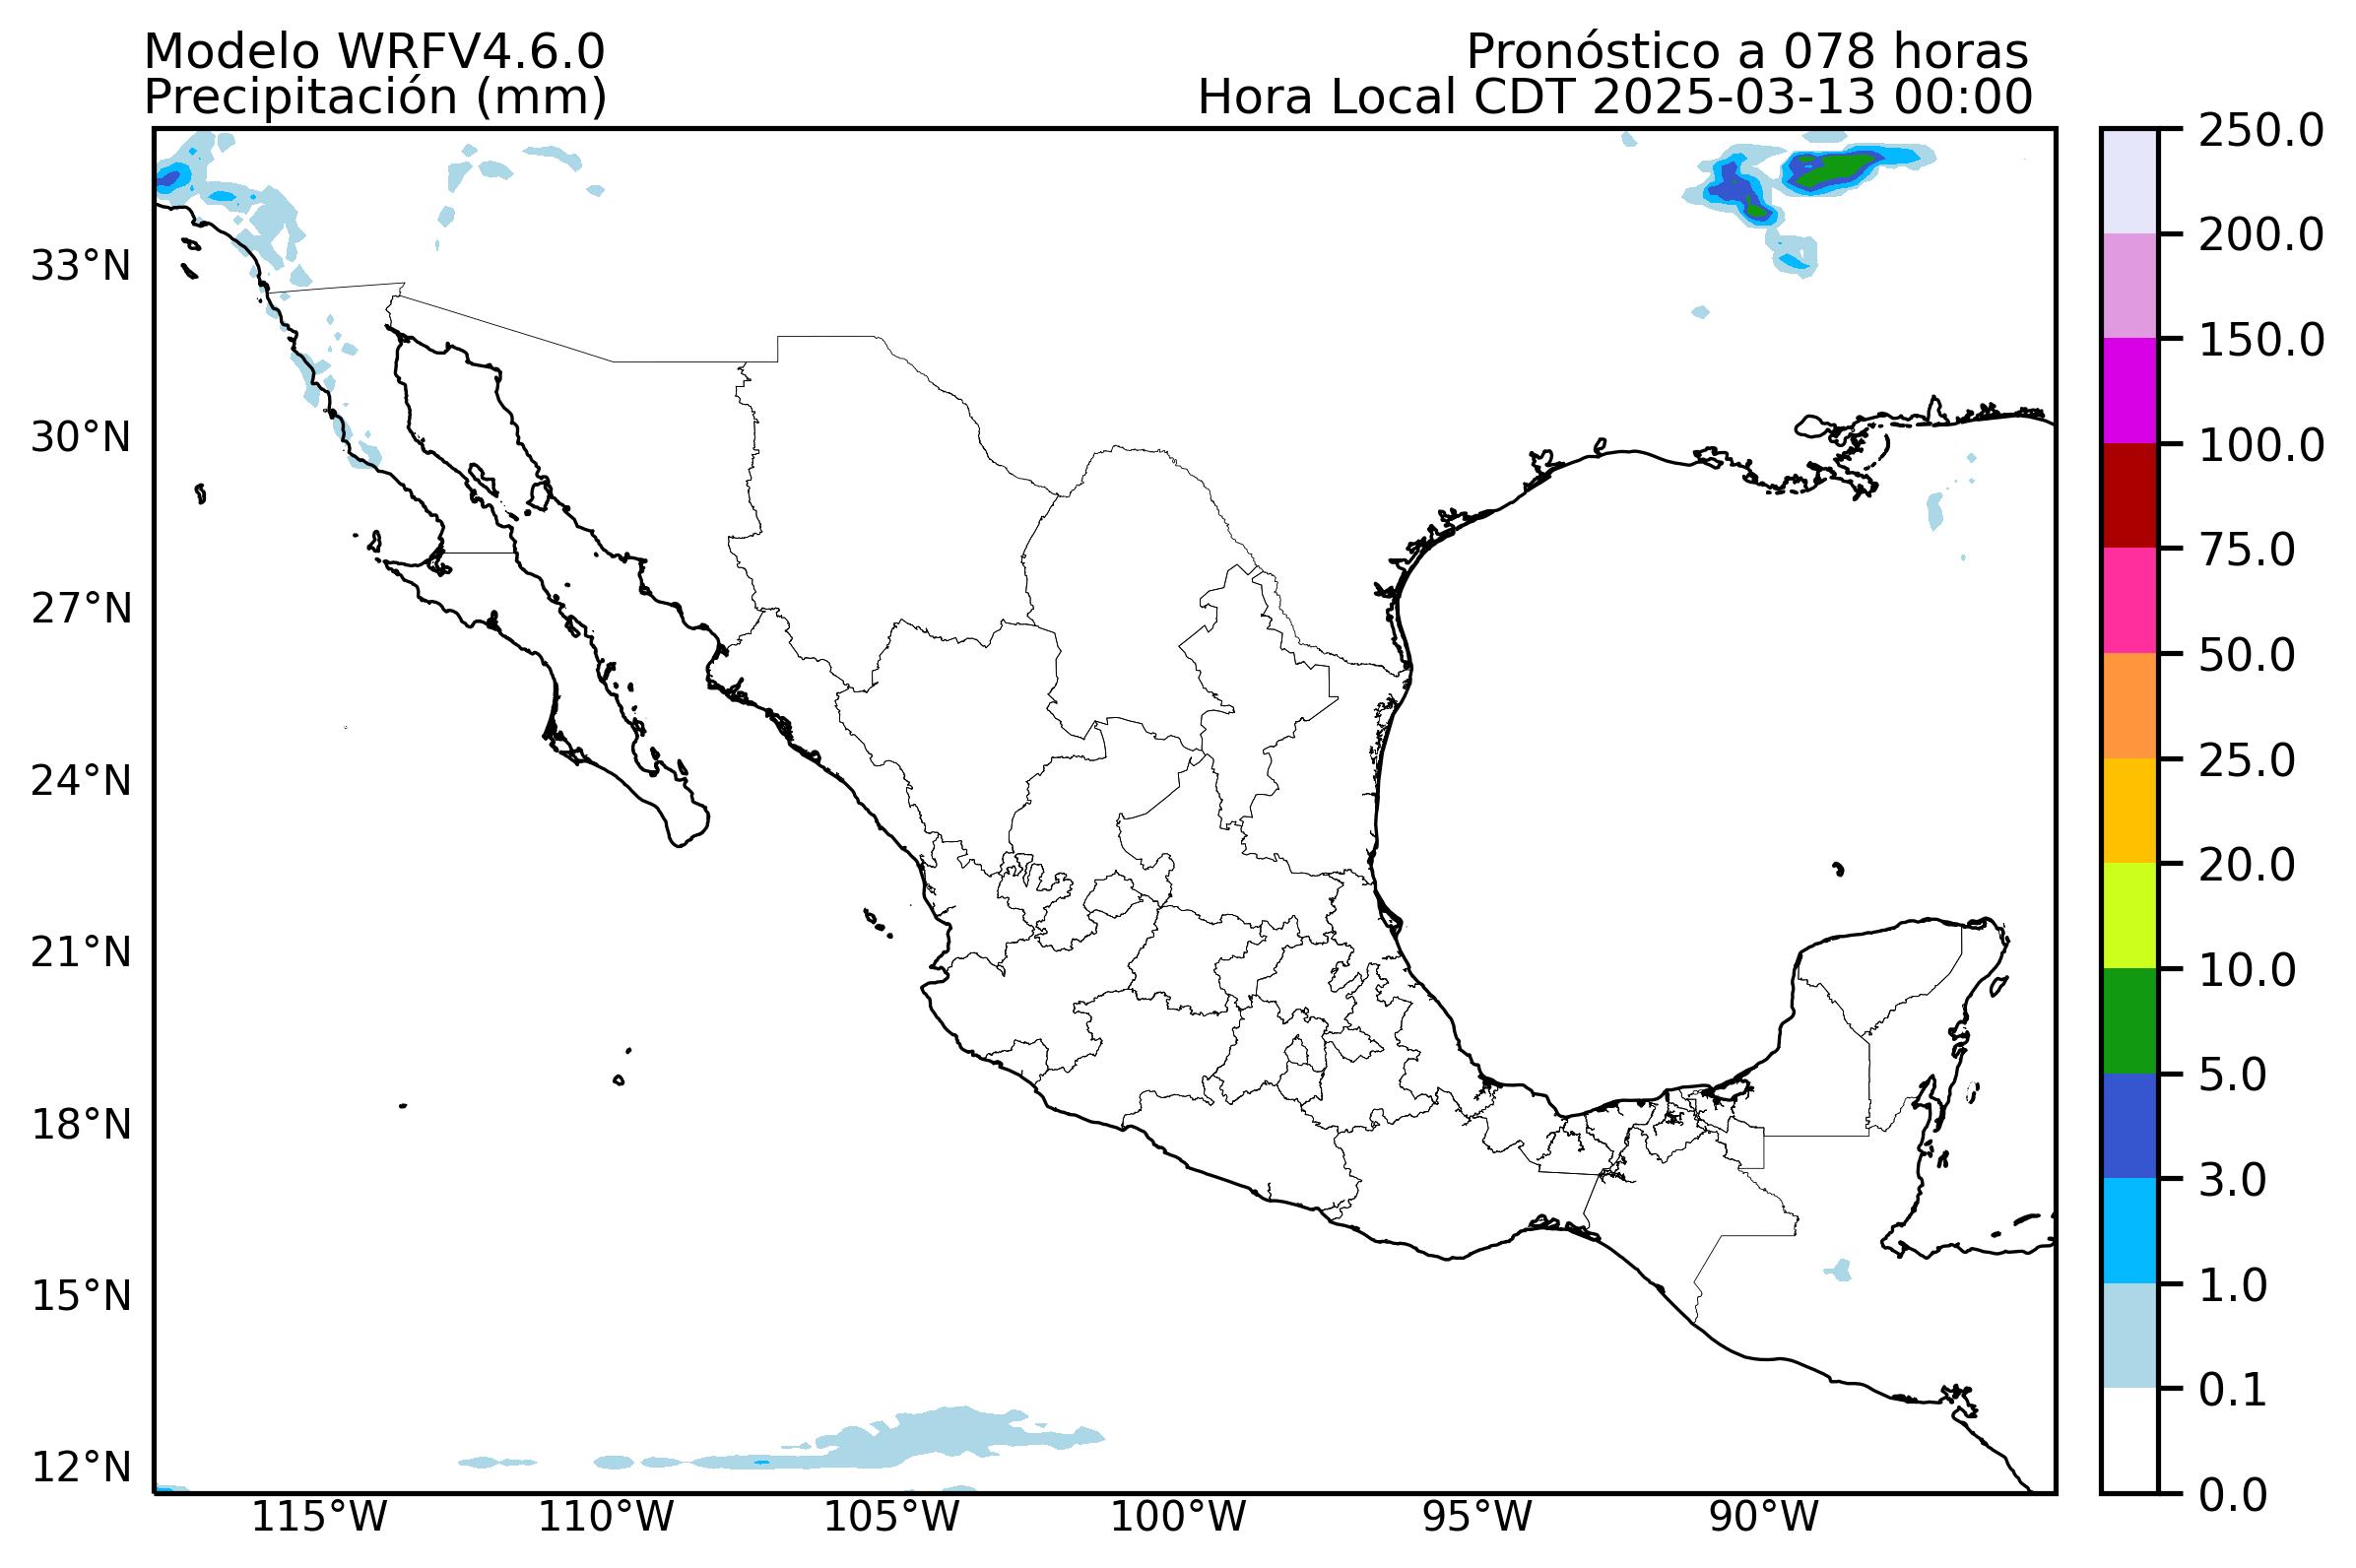 Modelo WRFV4.6.0
Precipitación (mm)
Pronóstico a 078 horas
Hora Local CDT 2025-03-13 00:00
33°N
30°N
27°N
24°N
21°N
18°N
15°N
12°N
115°W
110°W
105°W
100°W
95°W
90°W
250.0
200.0
150.0
100.0
75.0
50.0
25.0
20.0
10.0
5.0
3.0
1.0
0.1
0.0